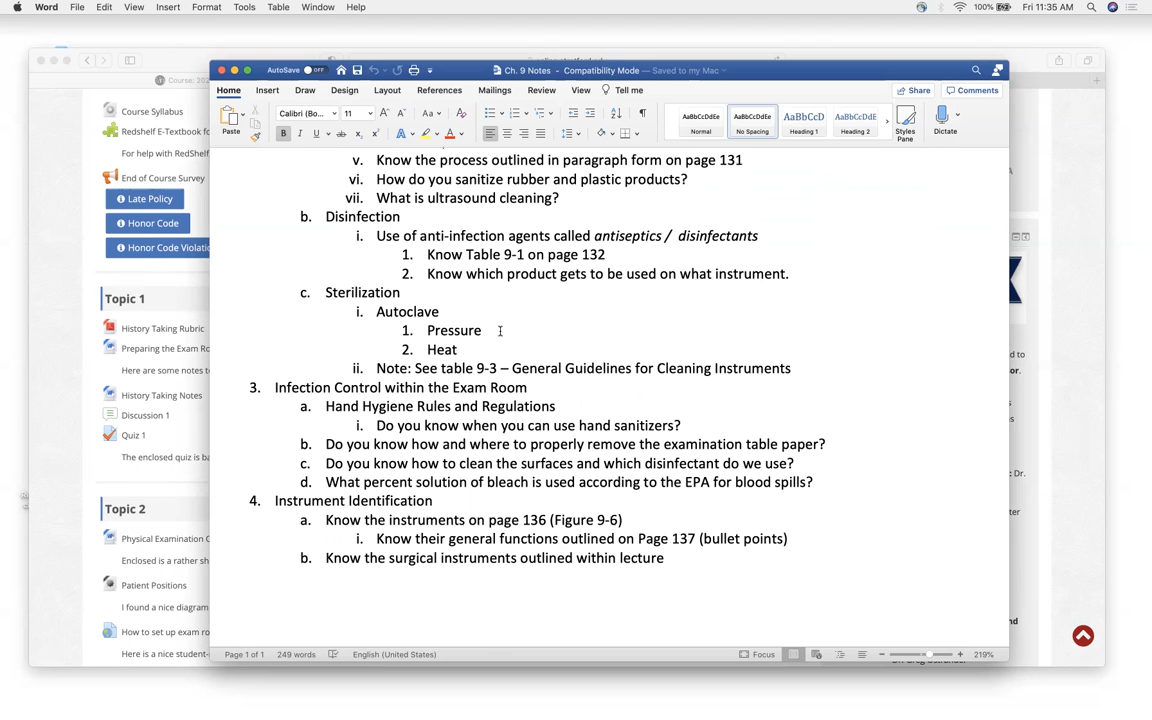 Word File Edit View Insert Format Tools Table Window Help
100% Fri 11:35 AM
Course: 202
AutoSave OFF
Ch. 9 Notes - Compatibility Mode — Saved to my Mac
Home Insert Draw Design Layout References Mailings Review View Tell me
Share Comments
Paste
Calibri (Bo... 11
AaBbCcDdEe Normal
AaBbCcDdEe No Spacing
AaBbCcD Heading 1
AaBbCcDdE Heading 2
Styles Pane
Dictate
Course Syllabus
Redshelf E-Textbook fo
For help with RedShelf
End of Course Survey
Late Policy
Honor Code
Honor Code Violatio
Topic 1
History Taking Rubric
Preparing the Exam Ro
Here are some notes t
History Taking Notes
Discussion 1
Quiz 1
The enclosed quiz is ba
Topic 2
Physical Examination C
Enclosed is a rather sh
Patient Positions
I found a nice diagram
How to set up exam ro
Here is a nice student-
v. Know the process outlined in paragraph form on page 131
vi. How do you sanitize rubber and plastic products?
vii. What is ultrasound cleaning?
b. Disinfection
i. Use of anti-infection agents called antiseptics / disinfectants
1. Know Table 9-1 on page 132
2. Know which product gets to be used on what instrument.
c. Sterilization
i. Autoclave
1. Pressure
2. Heat
ii. Note: See table 9-3 – General Guidelines for Cleaning Instruments
3. Infection Control within the Exam Room
a. Hand Hygiene Rules and Regulations
i. Do you know when you can use hand sanitizers?
b. Do you know how and where to properly remove the examination table paper?
c. Do you know how to clean the surfaces and which disinfectant do we use?
d. What percent solution of bleach is used according to the EPA for blood spills?
4. Instrument Identification
a. Know the instruments on page 136 (Figure 9-6)
i. Know their general functions outlined on Page 137 (bullet points)
b. Know the surgical instruments outlined within lecture
Page 1 of 1 249 words English (United States) Focus 219%
d to
or.
: Dr.
ter
nd